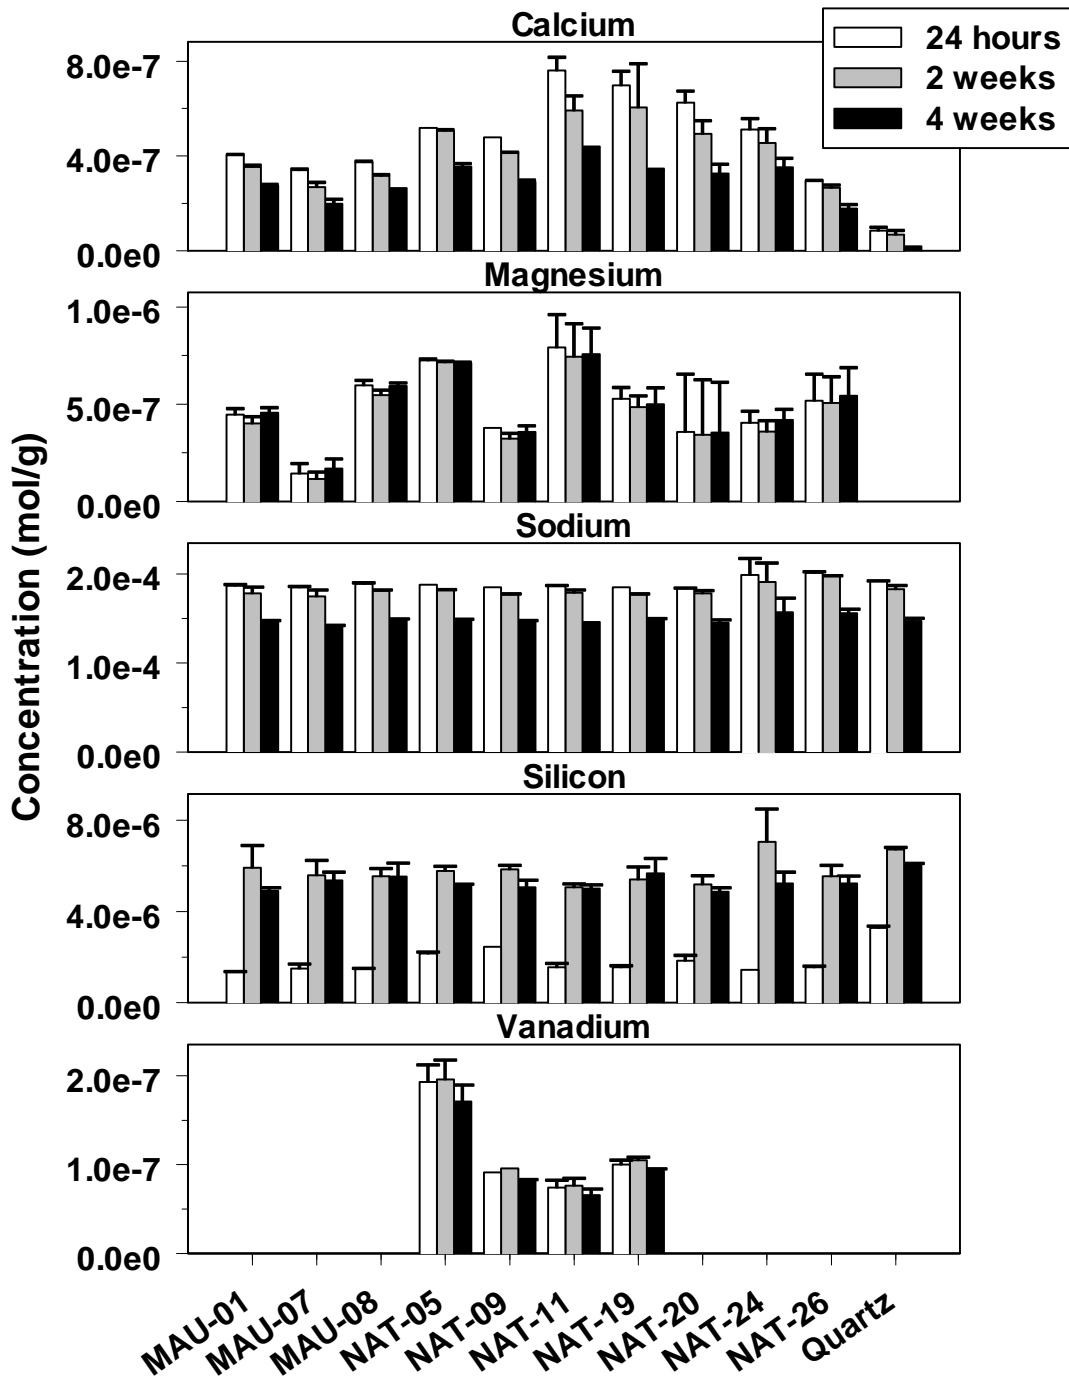 Calcium
24 hours
2 weeks
4 weeks
8.0e-7
4.0e-7
0.0e0
Magnesium
1.0e-6
5.0e-7
0.0e0
Concentration (mol/g)
Sodium
2.0e-4
1.0e-4
0.0e0
Silicon
8.0e-6
4.0e-6
0.0e0
Vanadium
2.0e-7
1.0e-7
0.0e0
MAU-01
MAU-07
MAU-08
NAT-05
NAT-09
NAT-11
NAT-19
NAT-20
NAT-24
NAT-26
Quartz